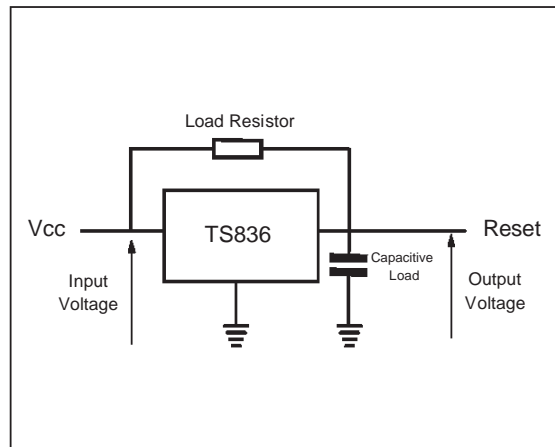 Load Resistor
Vcc
TS836
Reset
Capacitive
Load
Input
Voltage
Output
Voltage